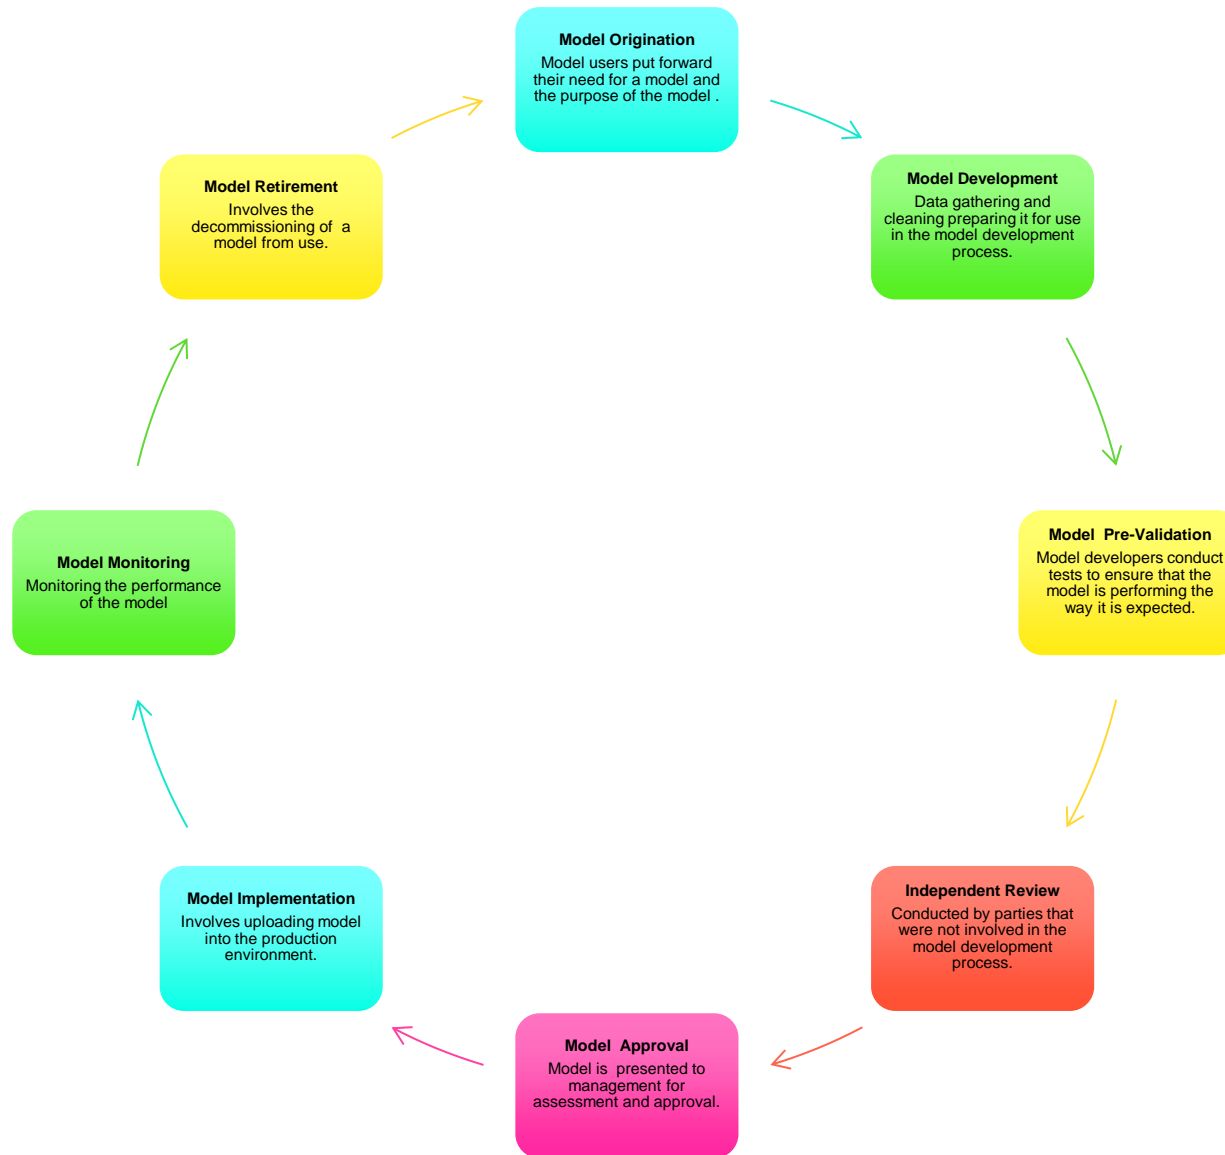 Model Origination
Model users put forward
their need for a model and
the purpose of the model .
Model Development
Data gathering and
cleaning preparing it for use
in the model development
process.
Model  Pre-Validation
Model developers conduct
tests to ensure that the
model is performing the
way it is expected.
Independent Review
Conducted by parties that
were not involved in the
model development
process.
Model  Approval
Model is  presented to
management for
assessment and approval.
Model Implementation
Involves uploading model
into the production
environment.
Model Monitoring
Monitoring the performance
of the model
Model Retirement
Involves the
decommissioning of  a
model from use.